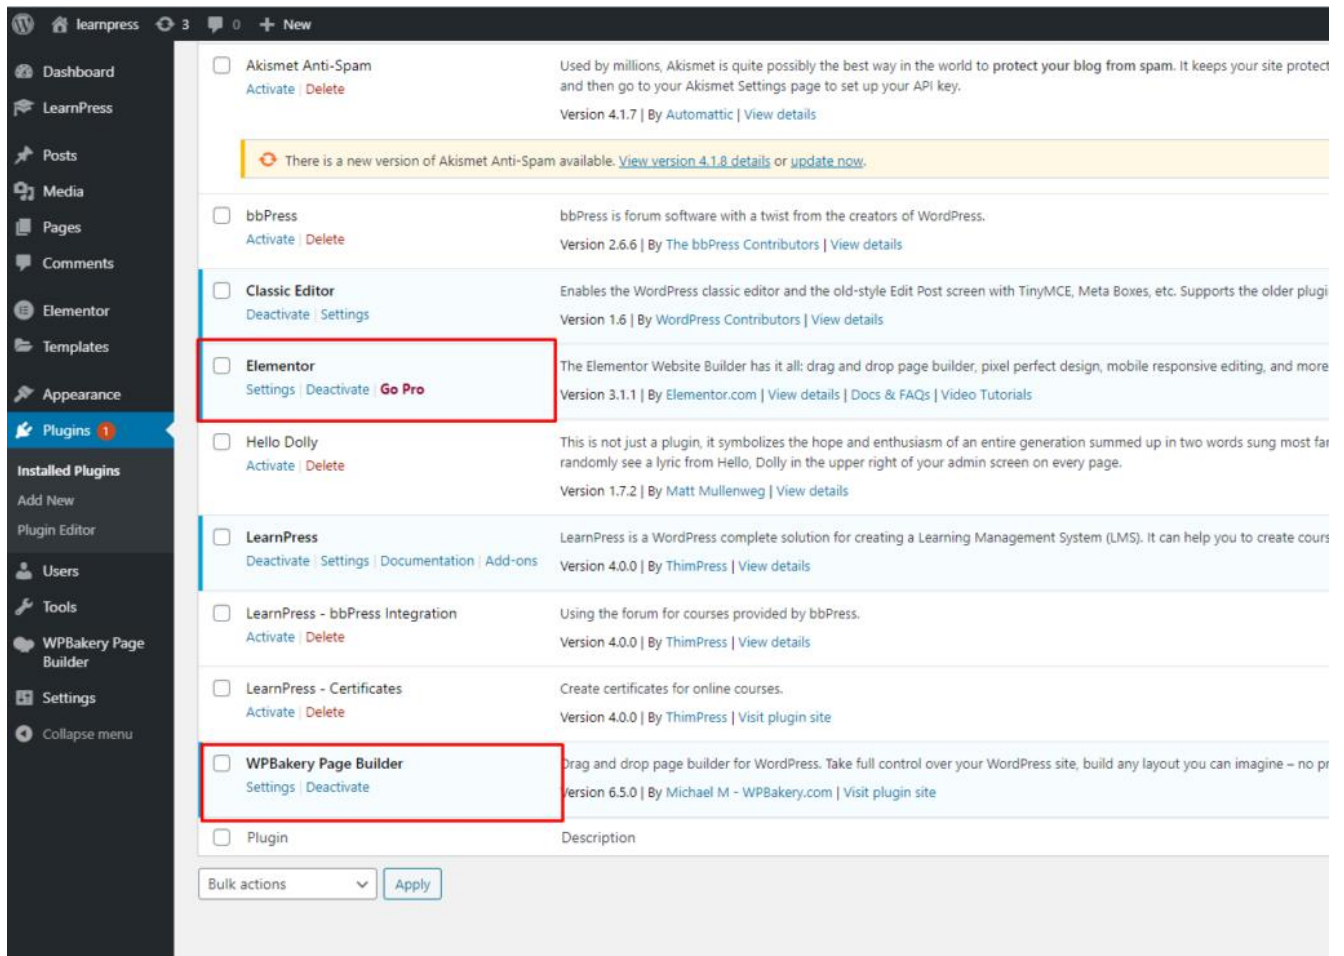 learnpress 3 0 + New
Dashboard
LearnPress
Posts
Media
Pages
Comments
Elementor
Templates
Appearance
Plugins 1
Installed Plugins
Add New
Plugin Editor
Users
Tools
WPBakery Page
Builder
Settings
Collapse menu
Akismet Anti-Spam
Activate | Delete
Used by millions, Akismet is quite possibly the best way in the world to protect your blog from spam. It keeps your site protect
and then go to your Akismet Settings page to set up your API key.
Version 4.1.7 | By Automattic | View details
There is a new version of Akismet Anti-Spam available. View version 4.1.8 details or update now.
bbPress
Activate | Delete
bbPress is forum software with a twist from the creators of WordPress.
Version 2.6.6 | By The bbPress Contributors | View details
Classic Editor
Deactivate | Settings
Enables the WordPress classic editor and the old-style Edit Post screen with TinyMCE, Meta Boxes, etc. Supports the older plugi
Version 1.6 | By WordPress Contributors | View details
Elementor
Settings | Deactivate | Go Pro
The Elementor Website Builder has it all: drag and drop page builder, pixel perfect design, mobile responsive editing, and more
Version 3.1.1 | By Elementor.com | View details | Docs & FAQs | Video Tutorials
Hello Dolly
Activate | Delete
This is not just a plugin, it symbolizes the hope and enthusiasm of an entire generation summed up in two words sung most far
randomly see a lyric from Hello, Dolly in the upper right of your admin screen on every page.
Version 1.7.2 | By Matt Mullenweg | View details
LearnPress
Deactivate | Settings | Documentation | Add-ons
LearnPress is a WordPress complete solution for creating a Learning Management System (LMS). It can help you to create cours
Version 4.0.0 | By ThimPress | View details
LearnPress - bbPress Integration
Activate | Delete
Using the forum for courses provided by bbPress.
Version 4.0.0 | By ThimPress | View details
LearnPress - Certificates
Activate | Delete
Create certificates for online courses.
Version 4.0.0 | By ThimPress | Visit plugin site
WPBakery Page Builder
Settings | Deactivate
Drag and drop page builder for WordPress. Take full control over your WordPress site, build any layout you can imagine – no pr
Version 6.5.0 | By Michael M - WPBakery.com | Visit plugin site
Plugin Description
Bulk actions Apply